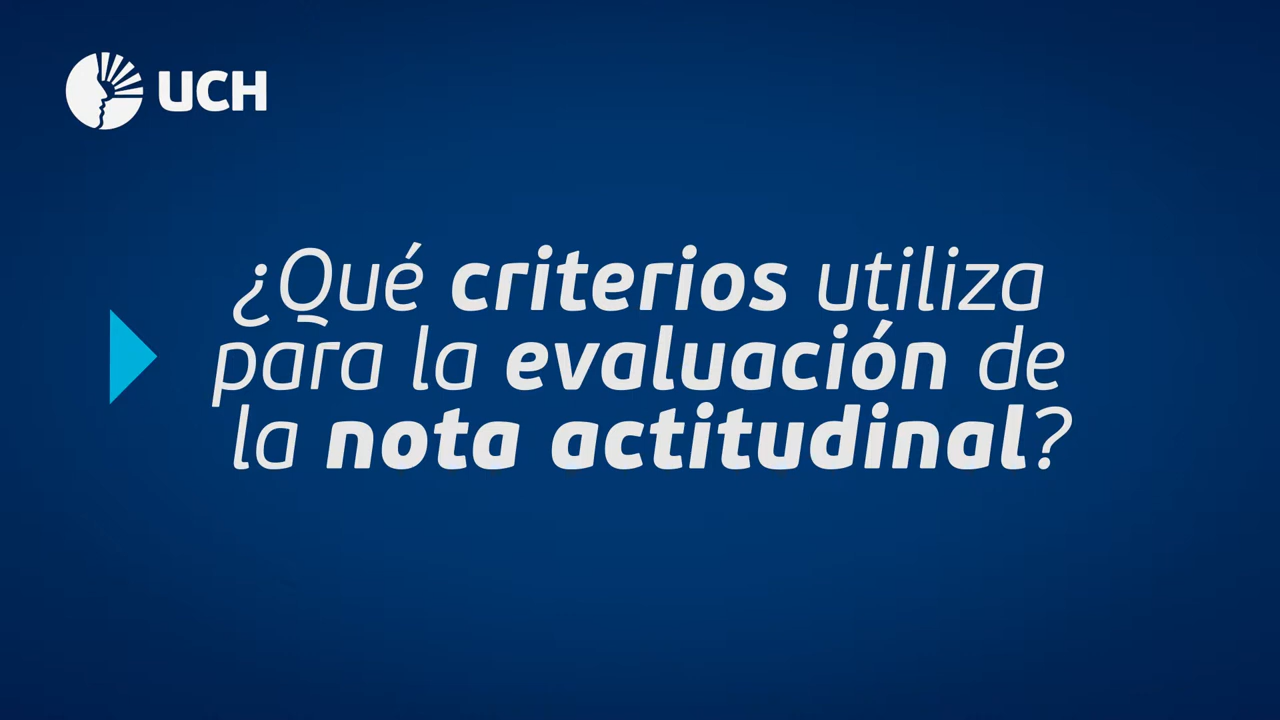 UCH
¿Qué criterios utiliza
para la evaluación de
la nota actitudinal?